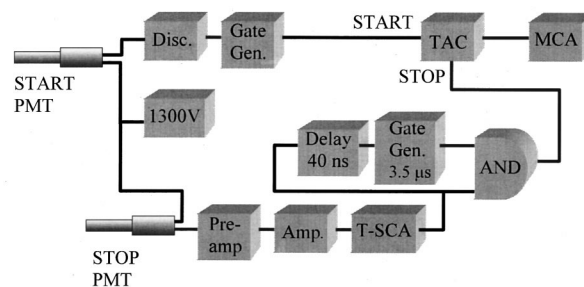 START
Disc.
Gate
Gen.
TAC
MCA
START
PMT
STOP
1300V
Delay
40 ns
Gate
Gen.
3.5 μs
AND
STOP
PMT
Pre-
amp
Amp.
T-SCA